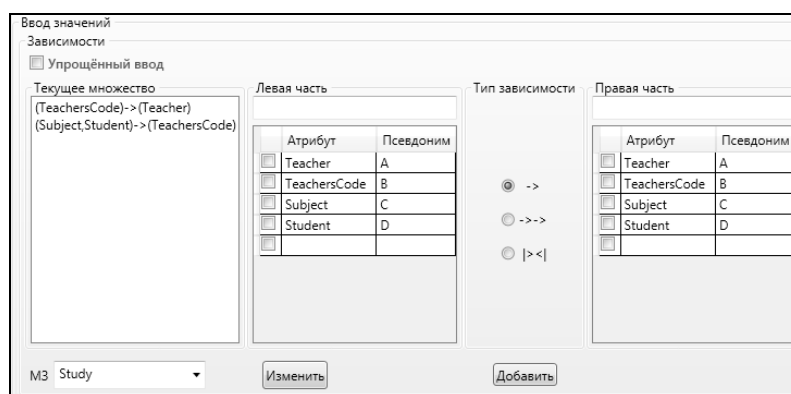 Ввод значений
Зависимости
Упрощённый ввод
Текущее множество
(TeachersCode)->(Teacher)
(Subject,Student)->(TeachersCode)
Левая часть
Атрибут Псевдоним
Teacher A
TeachersCode B
Subject C
Student D
Тип зависимости
->
->->
|><|
Правая часть
Атрибут Псевдоним
Teacher A
TeachersCode B
Subject C
Student D
МЗ Study
Изменить
Добавить